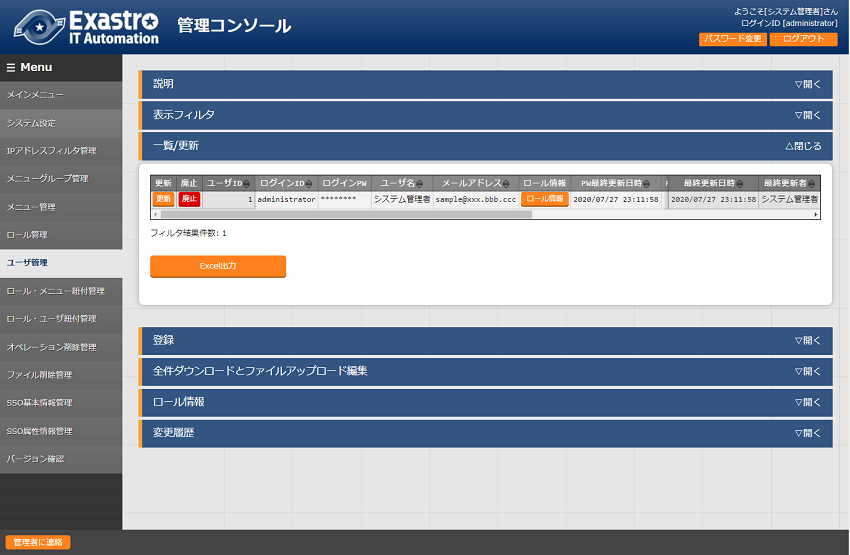 Exastro
IT Automation
管理コンソール
ようこそ[システム管理者]さん
ログインID [administrator]
パスワード変更
ログアウト
☰ Menu
メインメニュー
システム設定
IPアドレスフィルタ管理
メニューグループ管理
メニュー管理
ロール管理
ユーザ管理
ロール・メニュー紐付管理
ロール・ユーザ紐付管理
オペレーション削除管理
ファイル削除管理
SSO基本情報管理
SSO属性情報管理
バージョン確認
説明
▽開く
表示フィルタ
▽開く
一覧/更新
△閉じる
更新 廃止 ユーザID ログインID ログインPW ユーザ名 メールアドレス ロール情報 PW最終更新日時 最終更新日時 最終更新者
更新 廃止 1 administrator ******** システム管理者 sample@xxx.bbb.ccc ロール情報 2020/07/27 23:11:58 2020/07/27 23:11:58 システム管理者
フィルタ結果件数: 1
Excel出力
登録
▽開く
全件ダウンロードとファイルアップロード編集
▽開く
ロール情報
▽開く
変更履歴
▽開く
管理者に連絡